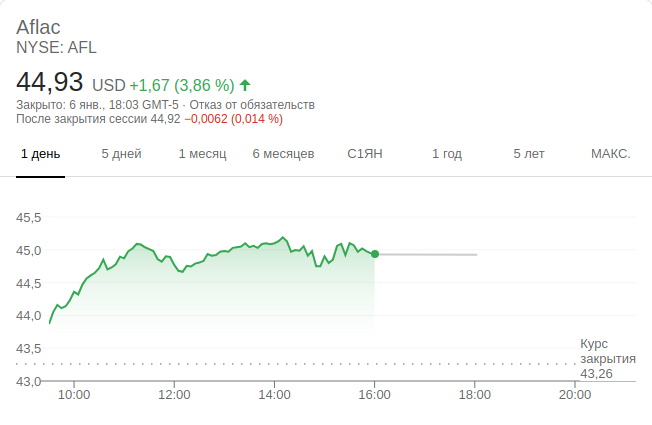 Aflac
NYSE: AFL
44,93 USD +1,67 (3,86 %)
Закрыто: 6 янв., 18:03 GMT-5 · Отказ от обязательств
После закрытия сессии 44,92 −0,0062 (0,014 %)
1 день 5 дней 1 месяц 6 месяцев С1ЯН 1 год 5 лет МАКС.
45,5
45,0
44,5
44,0
43,5
Курс
закрытия
43,26
43,0
10:00 12:00 14:00 16:00 18:00 20:00